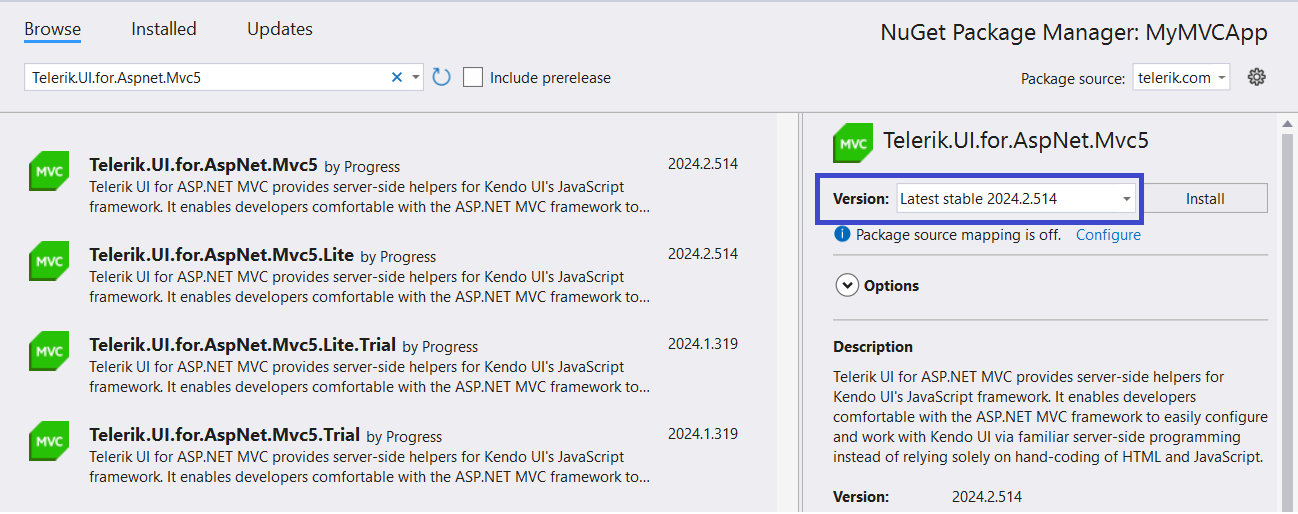 Browse Installed Updates
NuGet Package Manager: MyMVCApp
Telerik.UI.for.Aspnet.Mvc5
Include prerelease
Package source: telerik.com
MVC
Telerik.UI.for.AspNet.Mvc5 by Progress 2024.2.514
Telerik UI for ASP.NET MVC provides server-side helpers for Kendo UI's JavaScript
framework. It enables developers comfortable with the ASP.NET MVC framework to...
MVC
Telerik.UI.for.AspNet.Mvc5.Lite by Progress 2024.2.514
Telerik UI for ASP.NET MVC provides server-side helpers for Kendo UI's JavaScript
framework. It enables developers comfortable with the ASP.NET MVC framework to...
MVC
Telerik.UI.for.AspNet.Mvc5.Lite.Trial by Progress 2024.1.319
Telerik UI for ASP.NET MVC provides server-side helpers for Kendo UI's JavaScript
framework. It enables developers comfortable with the ASP.NET MVC framework to...
MVC
Telerik.UI.for.AspNet.Mvc5.Trial by Progress 2024.1.319
Telerik UI for ASP.NET MVC provides server-side helpers for Kendo UI's JavaScript
framework. It enables developers comfortable with the ASP.NET MVC framework to...
MVC
Telerik.UI.for.AspNet.Mvc5
Version: Latest stable 2024.2.514 Install
Package source mapping is off. Configure
Options
Description
Telerik UI for ASP.NET MVC provides server-side helpers for
Kendo UI's JavaScript framework. It enables developers
comfortable with the ASP.NET MVC framework to easily configure
and work with Kendo UI via familiar server-side programming
instead of relying solely on hand-coding of HTML and JavaScript.
Version: 2024.2.514